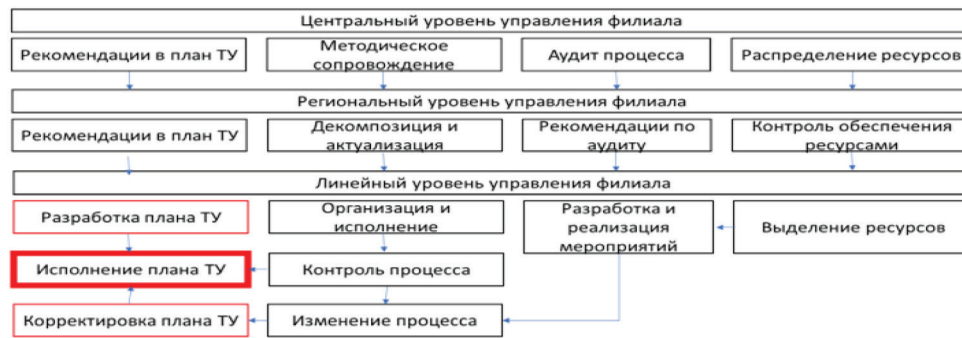 Центральный уровень управления филиала
Рекомендации в план ТУ
Методическое
сопровождение
Аудит процесса
Распределение ресурсов
Региональный уровень управления филиала
Рекомендации в план ТУ
Декомпозиция и
актуализация
Рекомендации по
аудиту
Контроль обеспечения
ресурсами
Линейный уровень управления филиала
Разработка плана ТУ
Организация и
исполнение
Разработка и
реализация
мероприятий
Выделение ресурсов
Исполнение плана ТУ
Контроль процесса
Корректировка плана ТУ
Изменение процесса